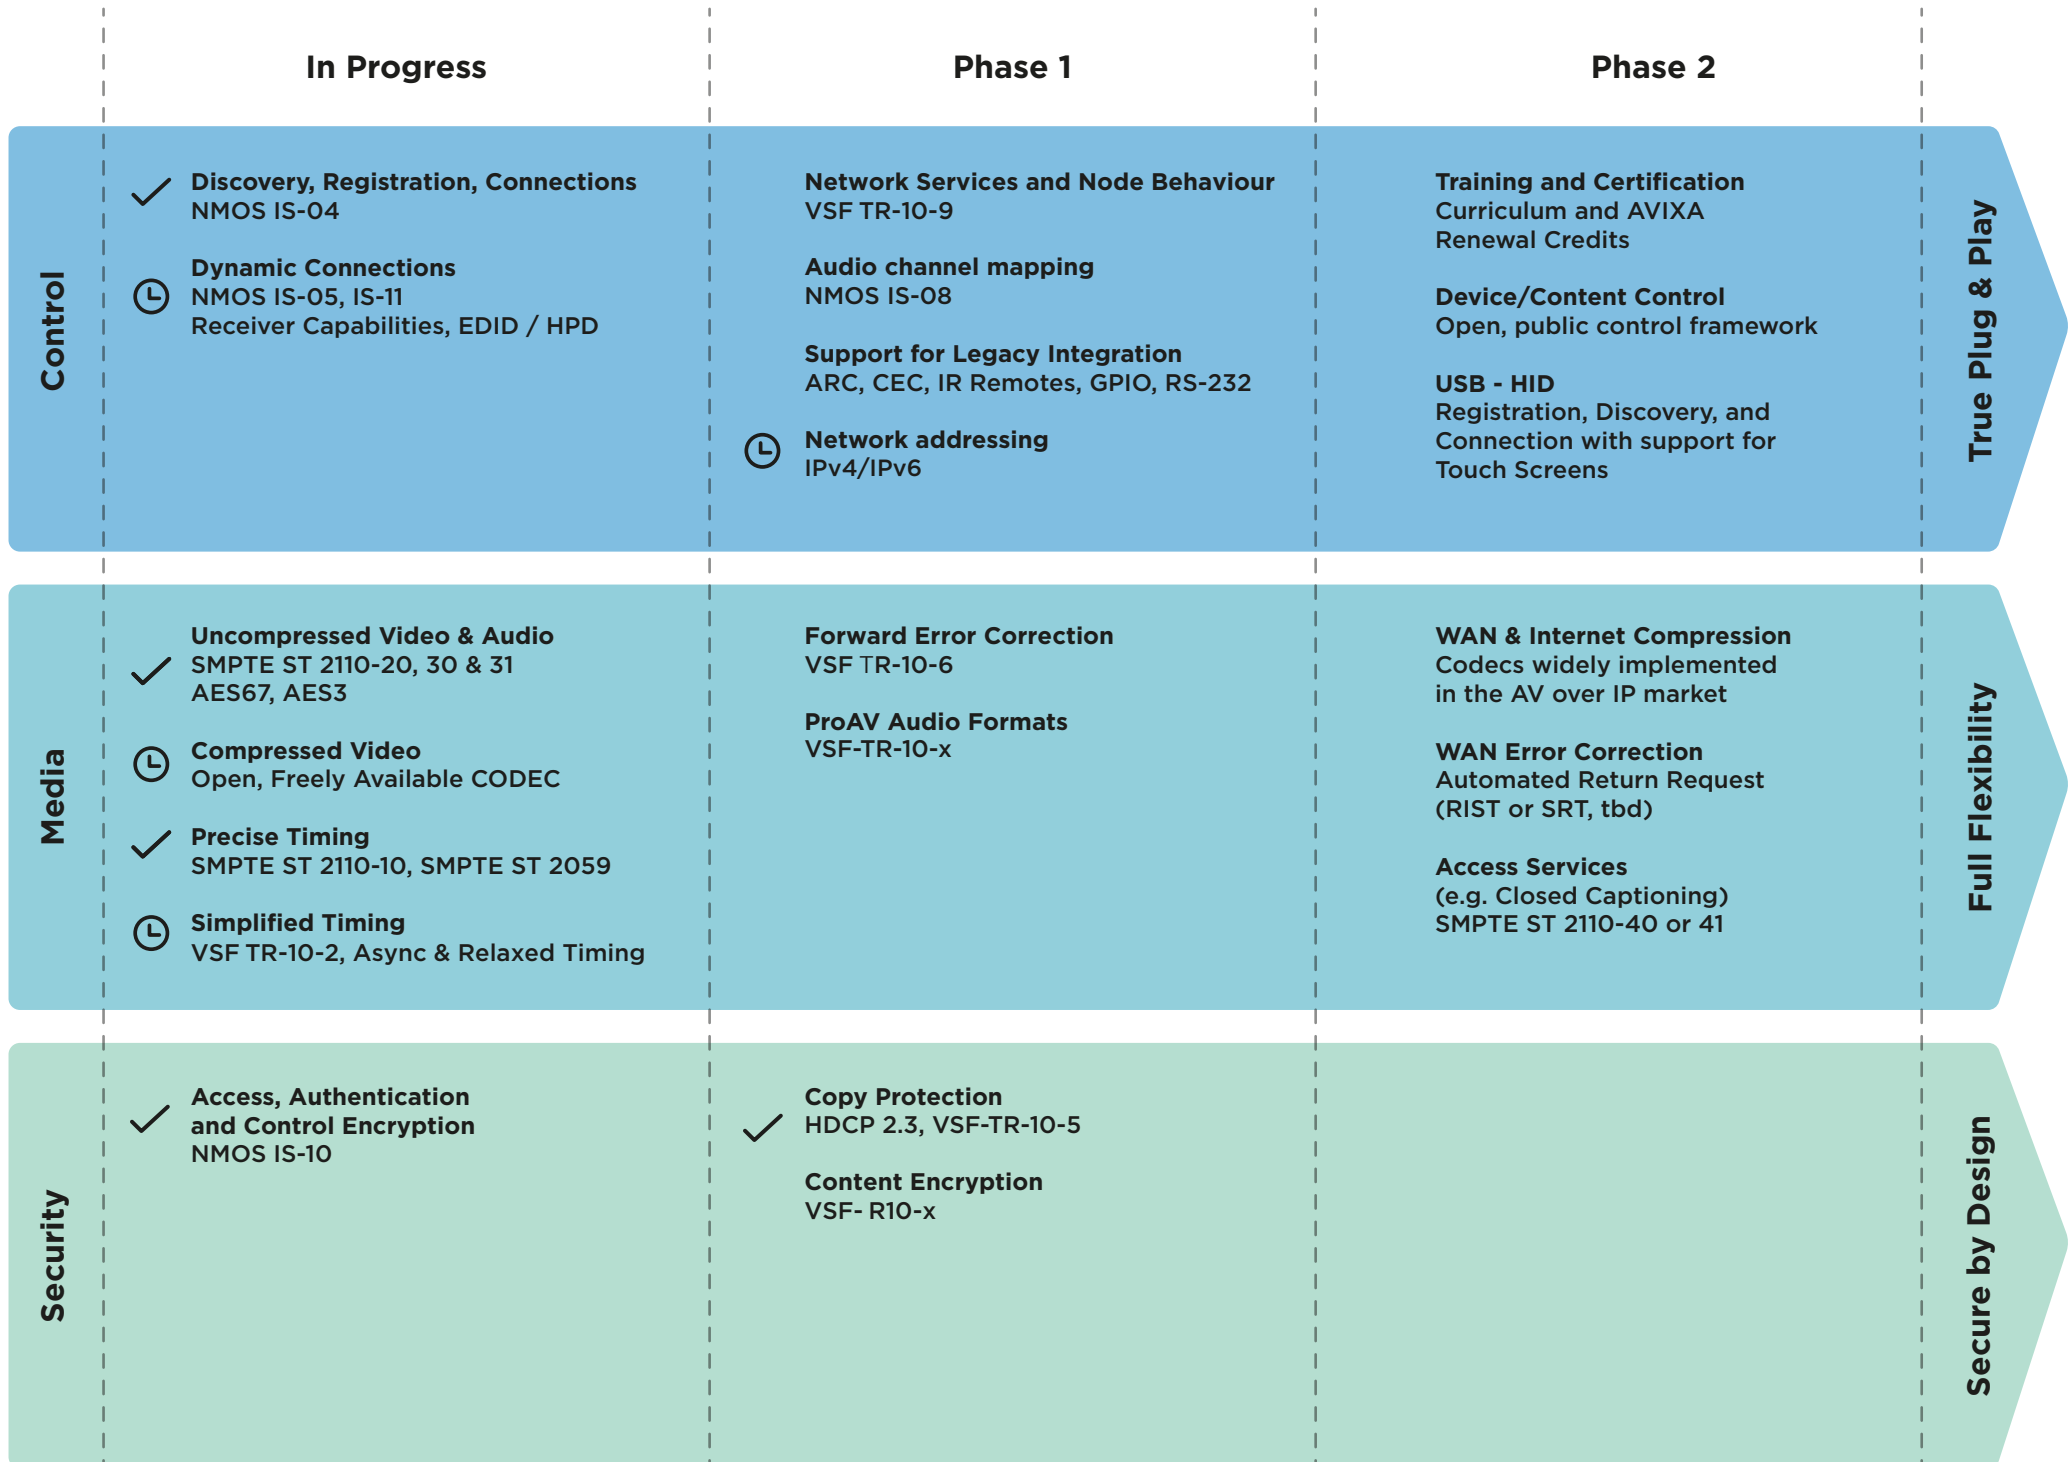 In Progress
Phase 1
Phase 2
Control
Discovery, Registration, Connections
NMOS IS-04
Dynamic Connections
NMOS IS-05, IS-11
Receiver Capabilities, EDID / HPD
Network Services and Node Behaviour
VSF TR-10-9
Audio channel mapping
NMOS IS-08
Support for Legacy Integration
ARC, CEC, IR Remotes, GPIO, RS-232
Network addressing
IPv4/IPv6
Training and Certification
Curriculum and AVIXA
Renewal Credits
Device/Content Control
Open, public control framework
USB - HID
Registration, Discovery, and
Connection with support for
Touch Screens
True Plug & Play
Media
Uncompressed Video & Audio
SMPTE ST 2110-20, 30 & 31
AES67, AES3
Compressed Video
Open, Freely Available CODEC
Precise Timing
SMPTE ST 2110-10, SMPTE ST 2059
Simplified Timing
VSF TR-10-2, Async & Relaxed Timing
Forward Error Correction
VSF TR-10-6
ProAV Audio Formats
VSF-TR-10-x
WAN & Internet Compression
Codecs widely implemented
in the AV over IP market
WAN Error Correction
Automated Return Request
(RIST or SRT, tbd)
Access Services
(e.g. Closed Captioning)
SMPTE ST 2110-40 or 41
Full Flexibility
Security
Access, Authentication
and Control Encryption
NMOS IS-10
Copy Protection
HDCP 2.3, VSF-TR-10-5
Content Encryption
VSF- R10-x
Secure by Design